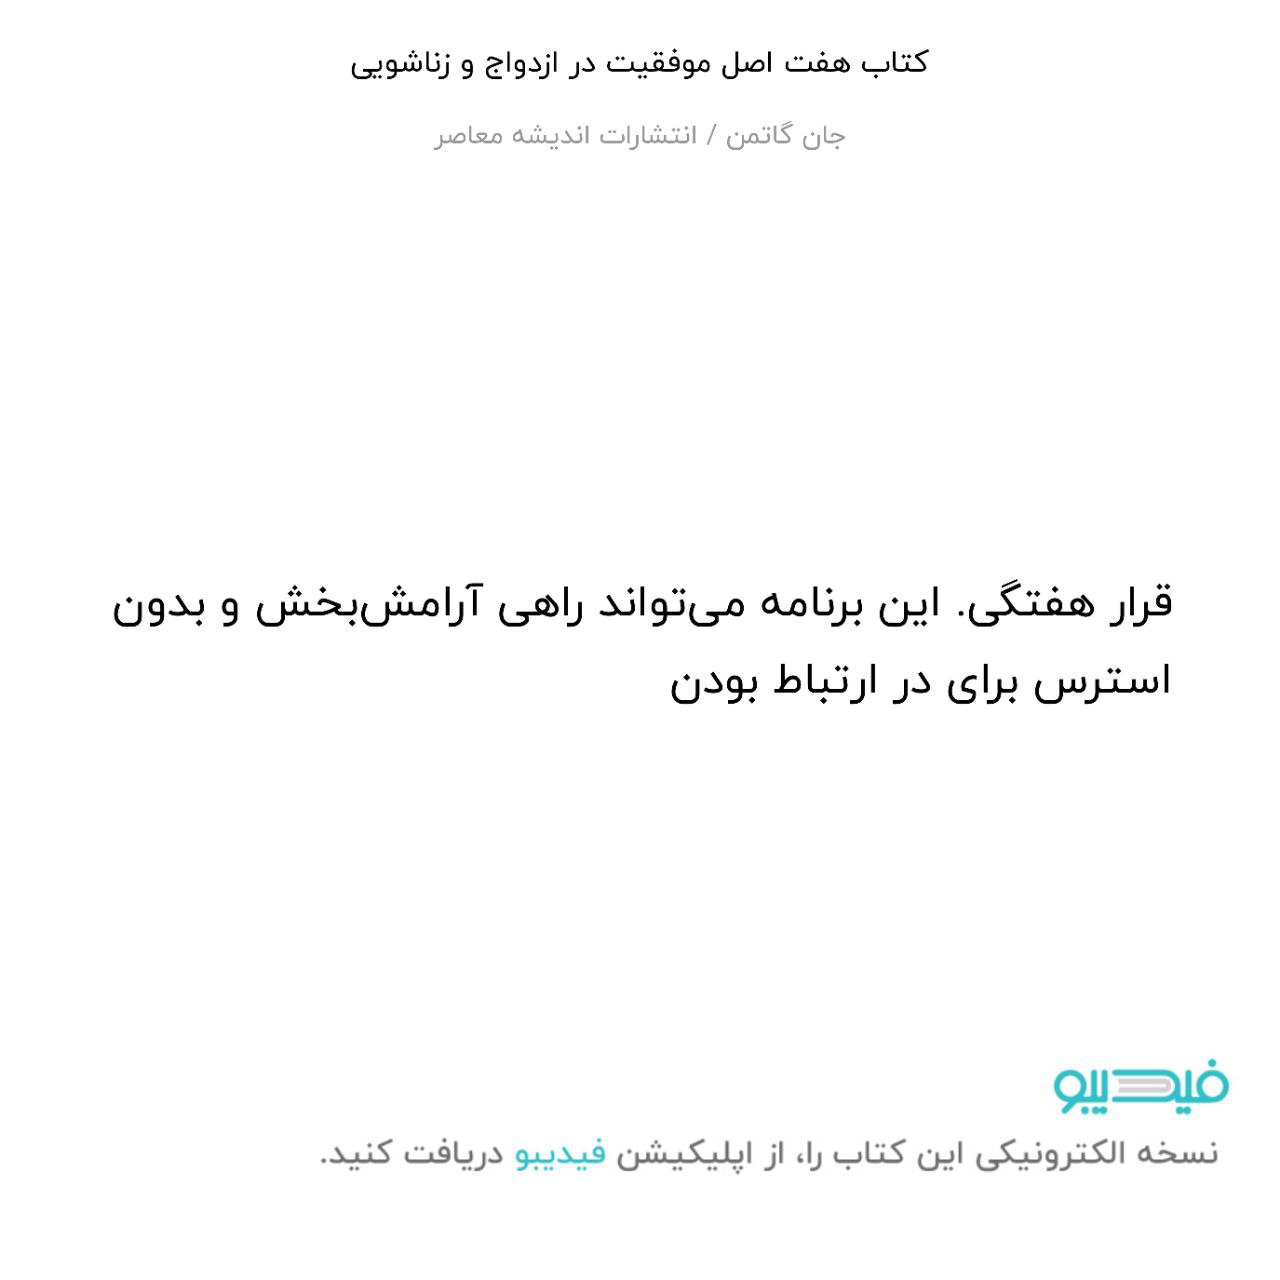 کتاب هفت اصل موفقیت در ازدواج و زناشویی
جان گاتمن / انتشارات اندیشه معاصر
قرار هفتگی. این برنامه می‌تواند راهی آرامش‌بخش و بدون
استرس برای در ارتباط بودن
فیدیبو
نسخه الکترونیکی این کتاب را، از اپلیکیشن فیدیبو دریافت کنید.